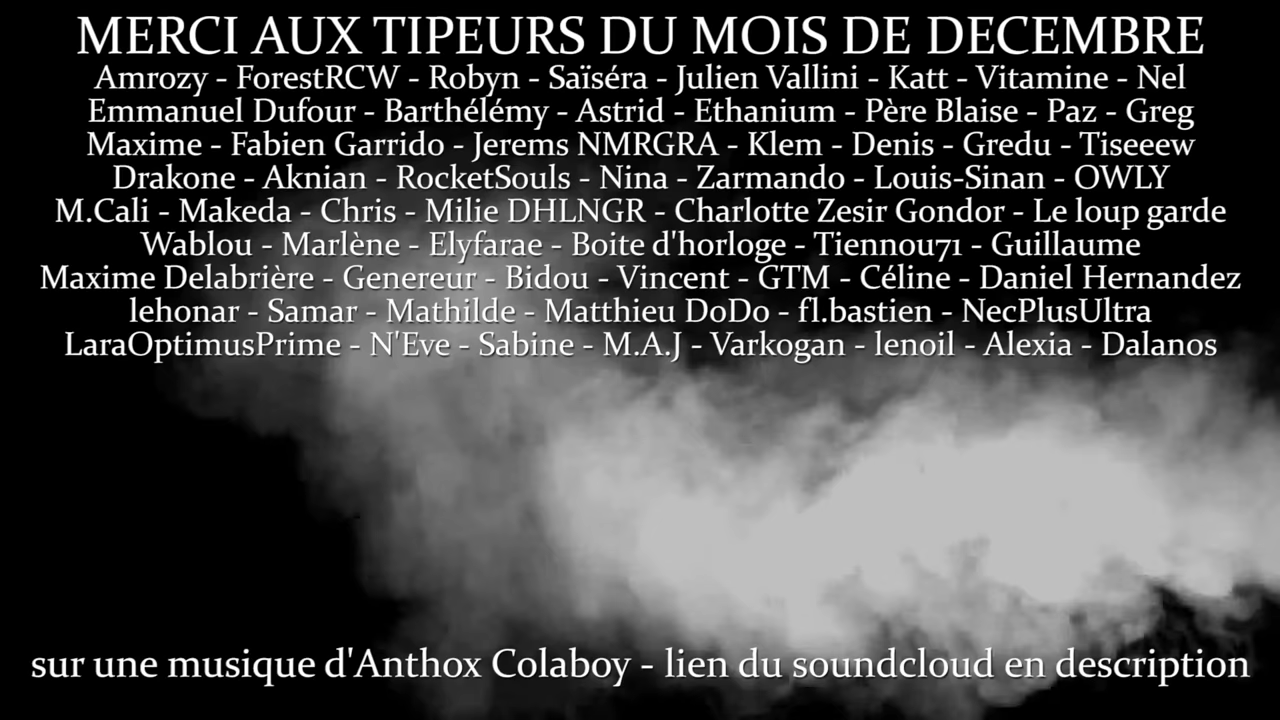 MERCI AUX TIPEURS DU MOIS DE DECEMBRE
Amrozy - ForestRCW - Robyn - Saïséra - Julien Vallini - Katt - Vitamine - Nel
Emmanuel Dufour - Barthélémy - Astrid - Ethanium - Père Blaise - Paz - Greg
Maxime - Fabien Garrido - Jerems NMRGRA - Klem - Denis - Gredu - Tiseeew
Drakone - Aknian - RocketSouls - Nina - Zarmando - Louis-Sinan - OWLY
M.Cali - Makeda - Chris - Milie DHLNGR - Charlotte Zesir Gondor - Le loup garde
Wablou - Marlène - Elyfarae - Boite d'horloge - Tiennou71 - Guillaume
Maxime Delabrière - Genereur - Bidou - Vincent - GTM - Céline - Daniel Hernandez
lehonar - Samar - Mathilde - Matthieu DoDo - fl.bastien - NecPlusUltra
LaraOptimusPrime - N'Eve - Sabine - M.A.J - Varkogan - lenoil - Alexia - Dalanos
sur une musique d'Anthox Colaboy - lien du soundcloud en description